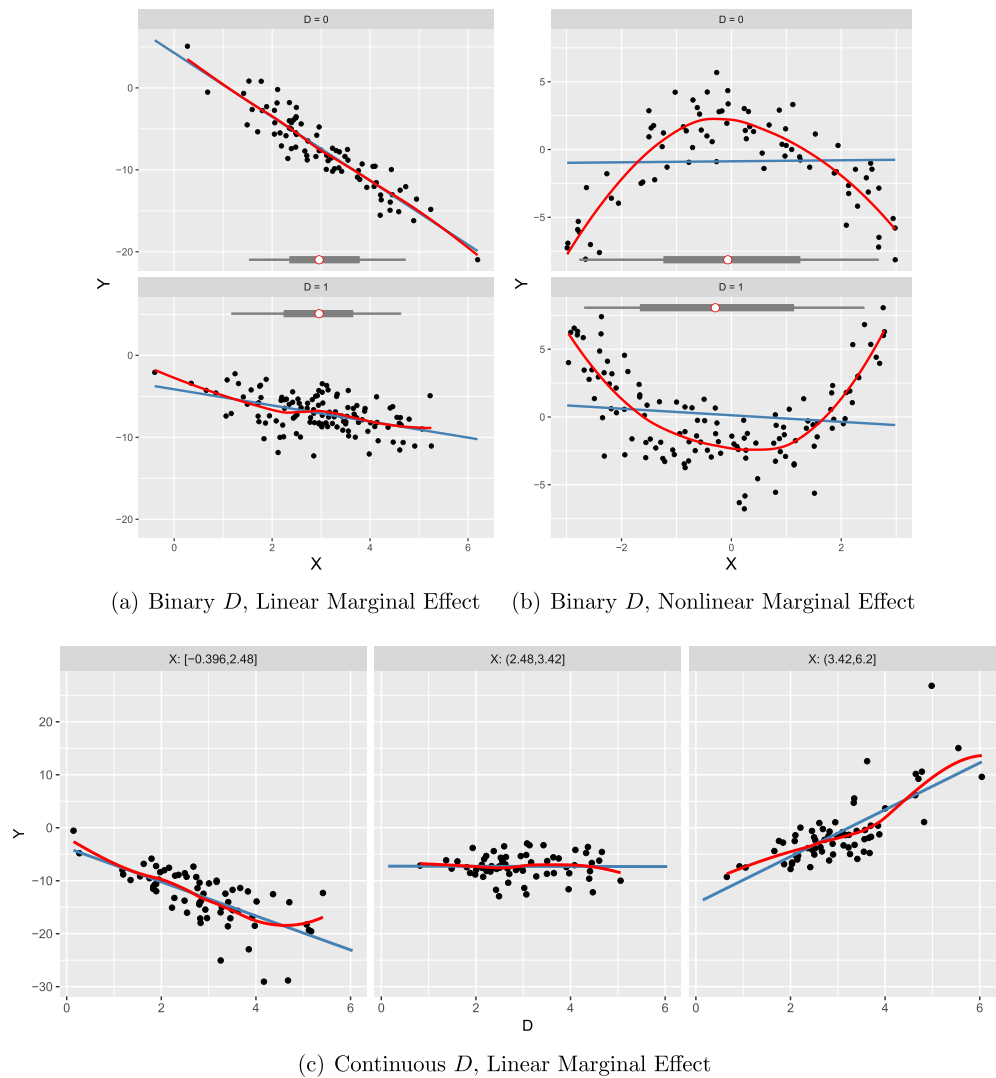 D = 0
0
−10
−20
D = 1
0
−10
−20
0 2 4 6
Y
X
D = 0
5
0
−5
D = 1
5
0
−5
−2 0 2
Y
X
(a) Binary D, Linear Marginal Effect
(b) Binary D, Nonlinear Marginal Effect
X: [−0.396,2.48]
X: (2.48,3.42]
X: (3.42,6.2]
20
10
0
−10
−20
−30
Y
0 2 4 6
0 2 4 6
0 2 4 6
D
(c) Continuous D, Linear Marginal Effect